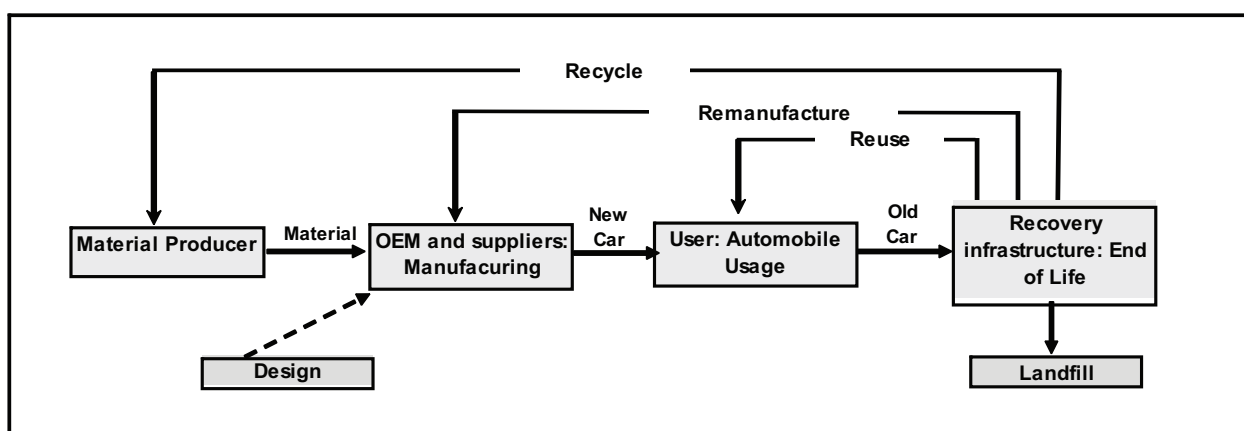 Recycle
Remanufacture
Reuse
Material Producer
Material
OEM and suppliers:
Manufacuring
New
Car
User: Automobile
Usage
Old
Car
Recovery
infrastructure: End
of Life
Design
Landfill